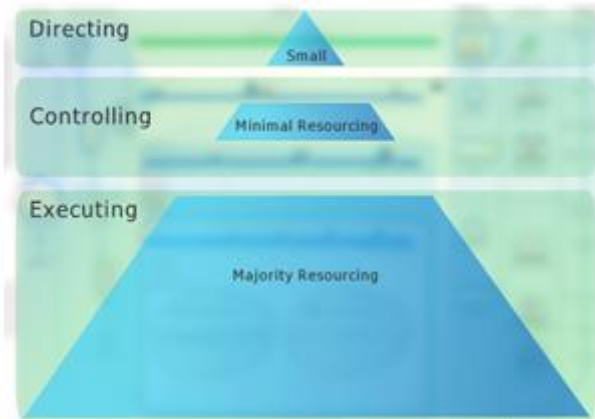 Directing
Small
Controlling
Minimal Resourcing
Executing
Majority Resourcing